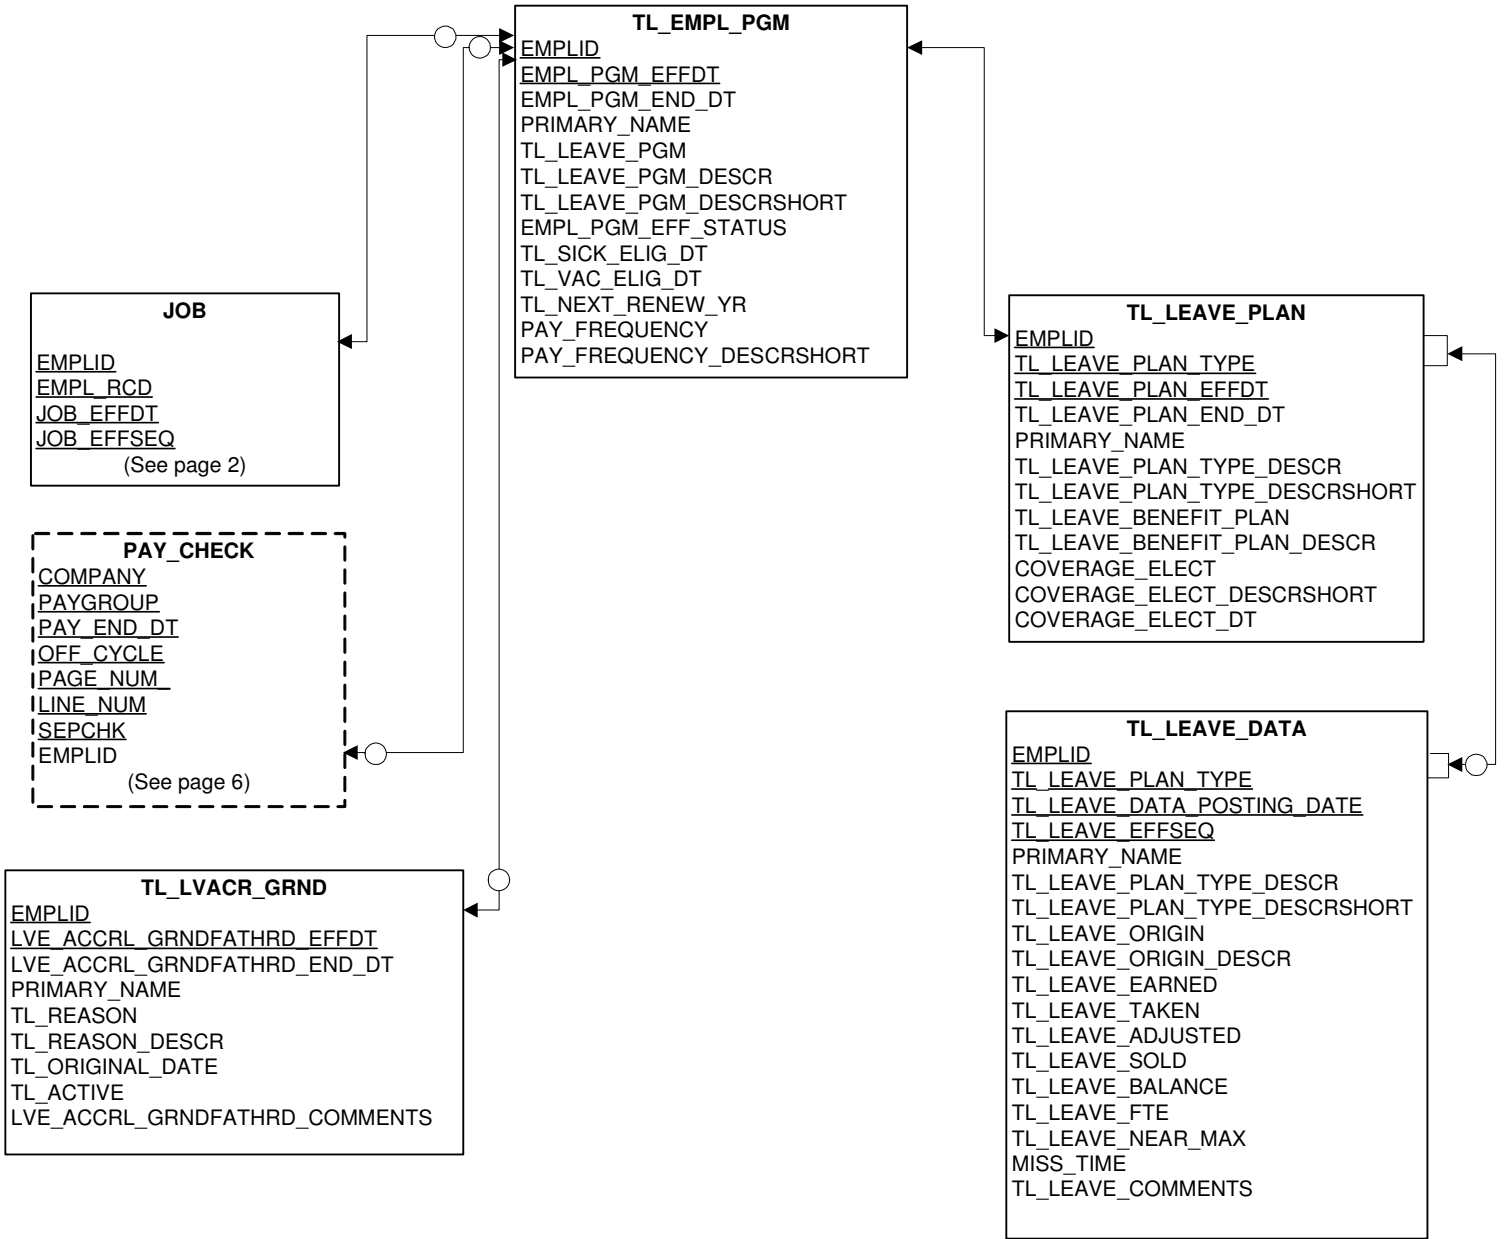 TL_EMPL_PGM
EMPLID
EMPL_PGM_EFFDT
EMPL_PGM_END_DT
PRIMARY_NAME
TL_LEAVE_PGM
TL_LEAVE_PGM_DESCR
TL_LEAVE_PGM_DESCRSHORT
EMPL_PGM_EFF_STATUS
TL_SICK_ELIG_DT
TL_VAC_ELIG_DT
TL_NEXT_RENEW_YR
PAY_FREQUENCY
PAY_FREQUENCY_DESCRSHORT
JOB
EMPLID
EMPL_RCD
JOB_EFFDT
JOB_EFFSEQ
(See page 2)
PAY_CHECK
COMPANY
PAYGROUP
PAY_END_DT
OFF_CYCLE
PAGE_NUM_
LINE_NUM
SEPCHK
EMPLID
(See page 6)
TL_LVACR_GRND
EMPLID
LVE_ACCRL_GRNDFATHRD_EFFDT
LVE_ACCRL_GRNDFATHRD_END_DT
PRIMARY_NAME
TL_REASON
TL_REASON_DESCR
TL_ORIGINAL_DATE
TL_ACTIVE
LVE_ACCRL_GRNDFATHRD_COMMENTS
TL_LEAVE_PLAN
EMPLID
TL_LEAVE_PLAN_TYPE
TL_LEAVE_PLAN_EFFDT
TL_LEAVE_PLAN_END_DT
PRIMARY_NAME
TL_LEAVE_PLAN_TYPE_DESCR
TL_LEAVE_PLAN_TYPE_DESCRSHORT
TL_LEAVE_BENEFIT_PLAN
TL_LEAVE_BENEFIT_PLAN_DESCR
COVERAGE_ELECT
COVERAGE_ELECT_DESCRSHORT
COVERAGE_ELECT_DT
TL_LEAVE_DATA
EMPLID
TL_LEAVE_PLAN_TYPE
TL_LEAVE_DATA_POSTING_DATE
TL_LEAVE_EFFSEQ
PRIMARY_NAME
TL_LEAVE_PLAN_TYPE_DESCR
TL_LEAVE_PLAN_TYPE_DESCRSHORT
TL_LEAVE_ORIGIN
TL_LEAVE_ORIGIN_DESCR
TL_LEAVE_EARNED
TL_LEAVE_TAKEN
TL_LEAVE_ADJUSTED
TL_LEAVE_SOLD
TL_LEAVE_BALANCE
TL_LEAVE_FTE
TL_LEAVE_NEAR_MAX
MISS_TIME
TL_LEAVE_COMMENTS